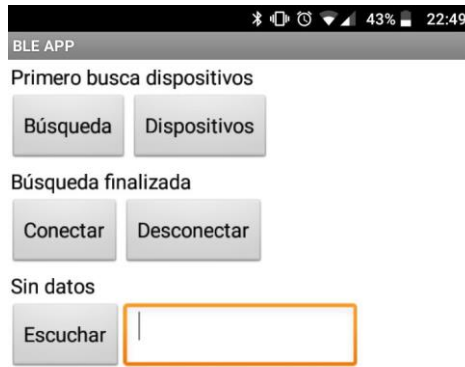 43% 22:49
BLE APP
Primero busca dispositivos
Búsqueda Dispositivos
Búsqueda finalizada
Conectar Desconectar
Sin datos
Escuchar